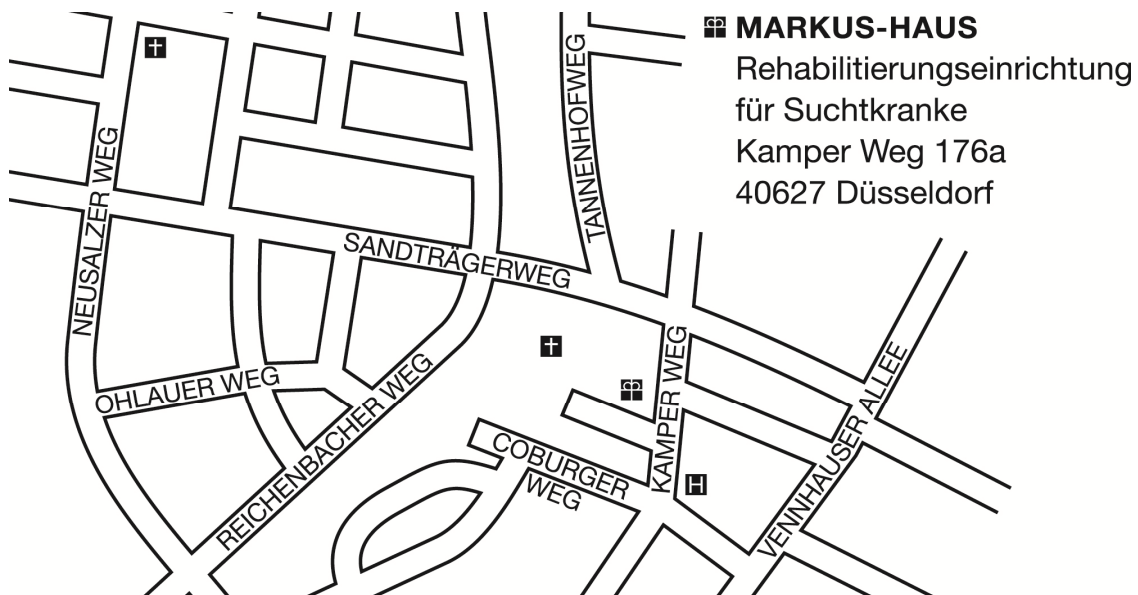 MARKUS-HAUS
Rehabilitierungseinrichtung
für Suchtkranke
Kamper Weg 176a
40627 Düsseldorf
TANNENHOFWEG
NEUSALZER WEG
SANDTRÄGERWEG
OHLAUER WEG
REICHENBACHER WEG
KAMPER WEG
VENNHAUSER ALLEE
COBURGER
WEG
H